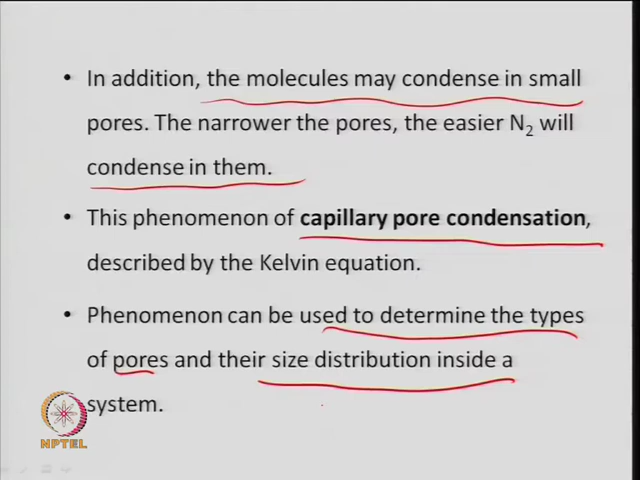 • In addition, the molecules may condense in small
pores. The narrower the pores, the easier N₂ will
condense in them.
• This phenomenon of capillary pore condensation,
described by the Kelvin equation.
• Phenomenon can be used to determine the types
of pores and their size distribution inside a
system.
NPTEL